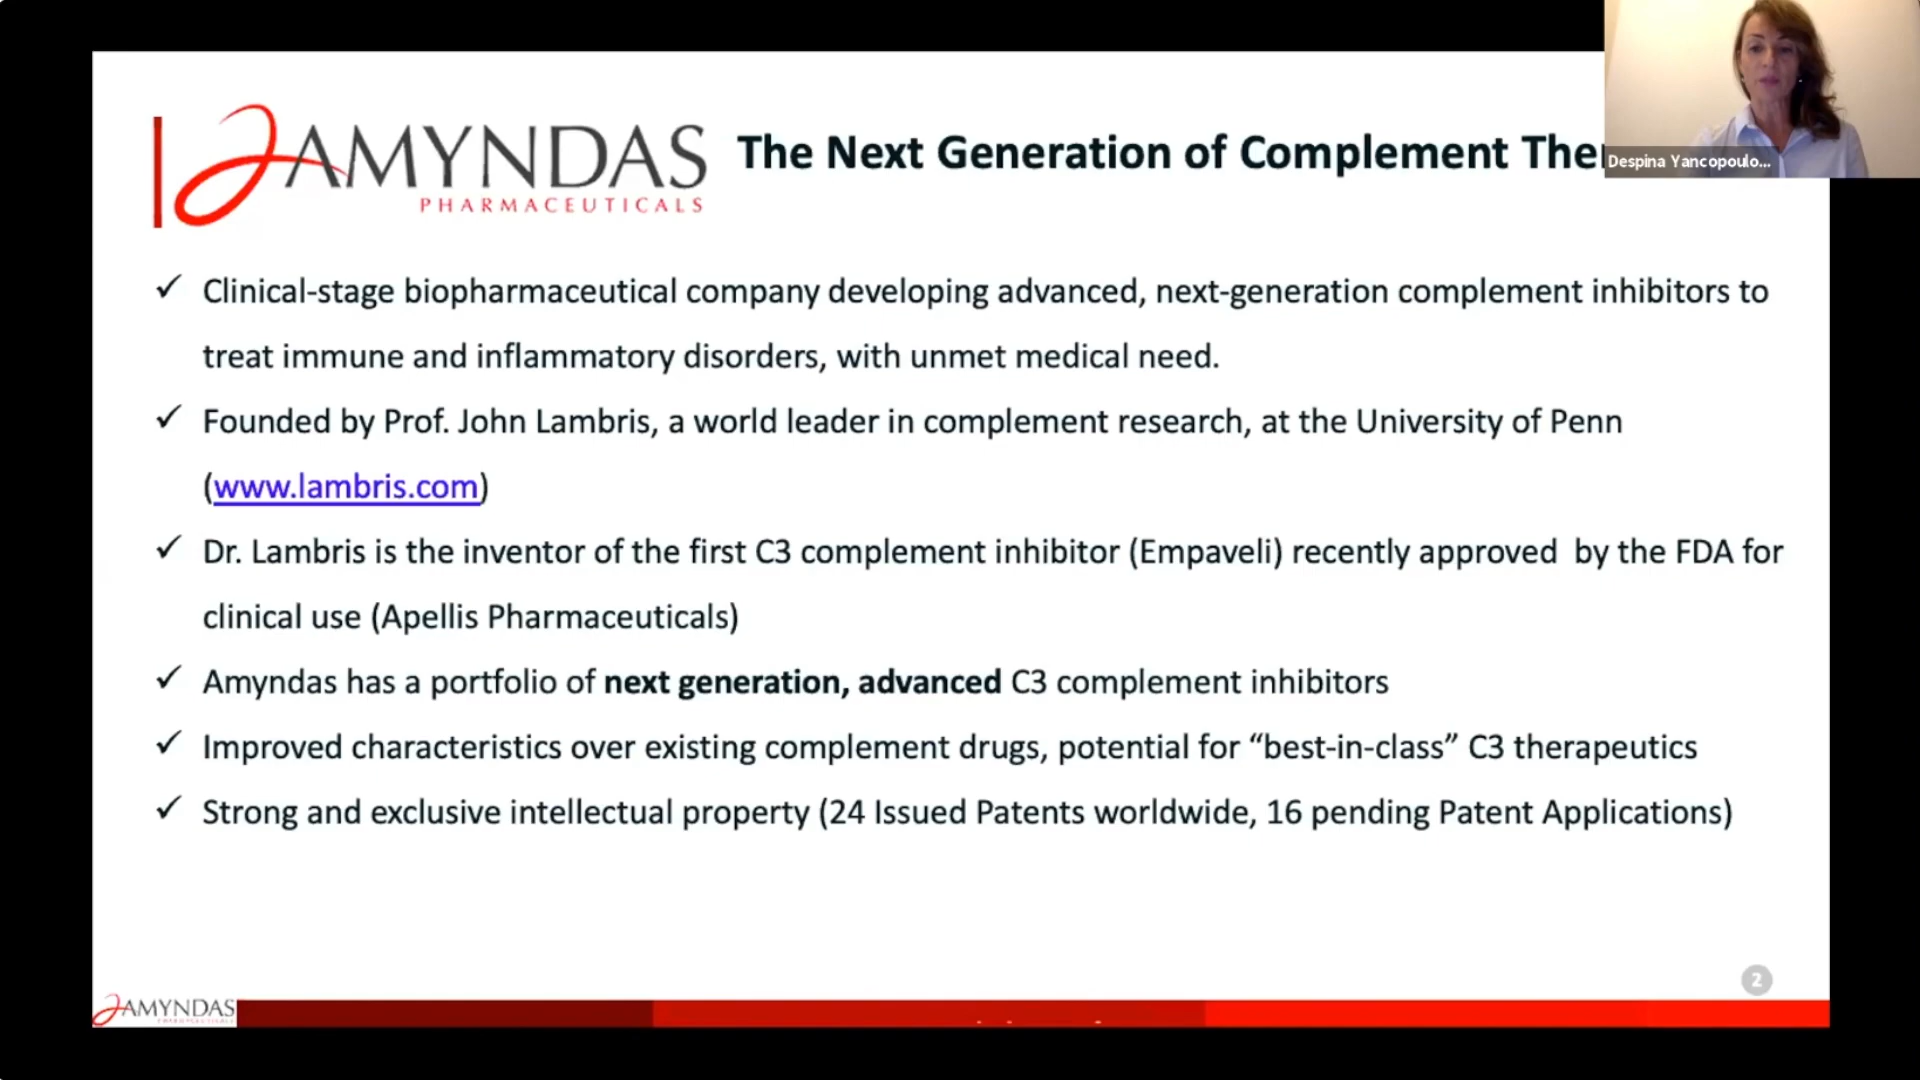 AMYNDAS
PHARMACEUTICALS
The Next Generation of Complement The
Despina Yancopoulo...
✓ Clinical-stage biopharmaceutical company developing advanced, next-generation complement inhibitors to
treat immune and inflammatory disorders, with unmet medical need.
✓ Founded by Prof. John Lambris, a world leader in complement research, at the University of Penn
(www.lambris.com)
✓ Dr. Lambris is the inventor of the first C3 complement inhibitor (Empaveli) recently approved by the FDA for
clinical use (Apellis Pharmaceuticals)
✓ Amyndas has a portfolio of next generation, advanced C3 complement inhibitors
✓ Improved characteristics over existing complement drugs, potential for “best-in-class” C3 therapeutics
✓ Strong and exclusive intellectual property (24 Issued Patents worldwide, 16 pending Patent Applications)
2
AMYNDAS